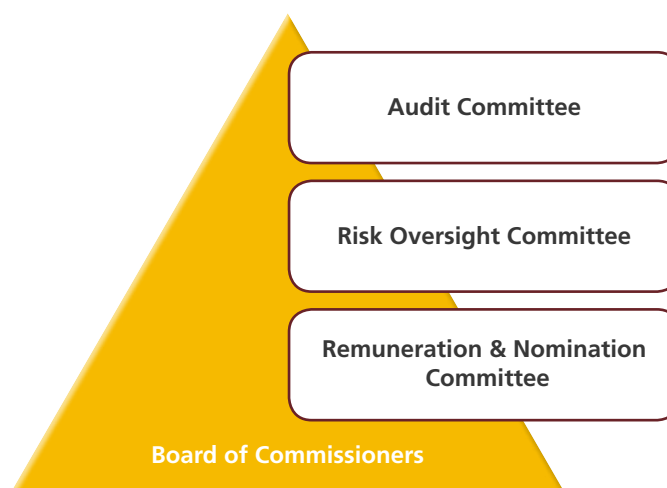 Audit Committee
Risk Oversight Committee
Remuneration & Nomination
Committee
Board of Commissioners